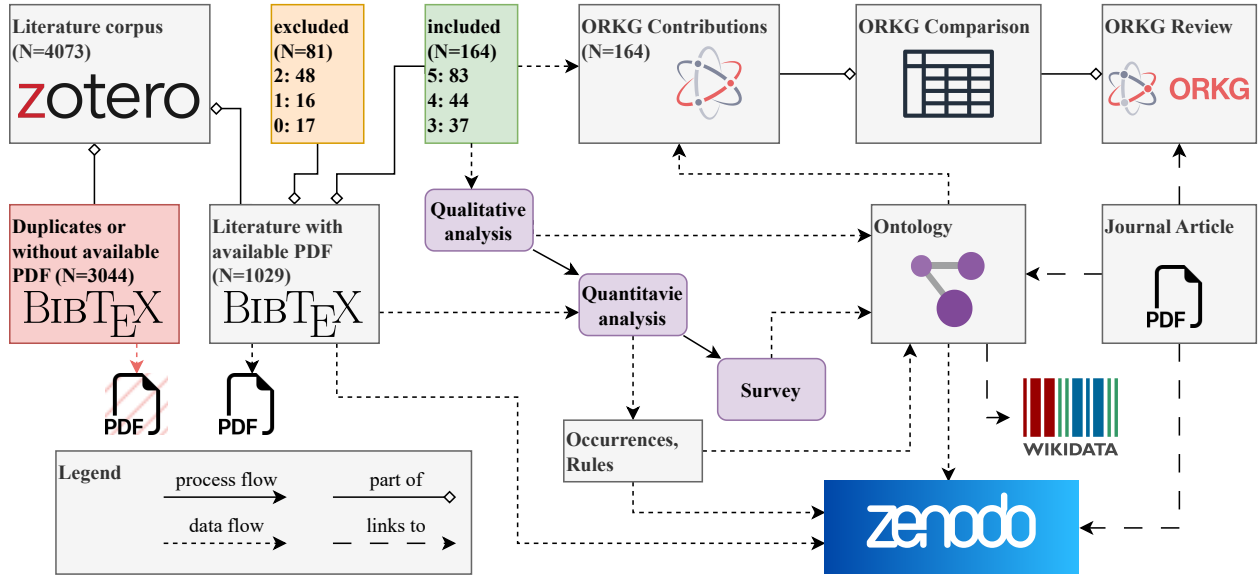 Literature corpus
(N=4073)
zotero
excluded
(N=81)
2: 48
1: 16
0: 17
included
(N=164)
5: 83
4: 44
3: 37
ORKG Contributions
(N=164)
ORKG Comparison
ORKG Review
ORKG
Duplicates or
without available
PDF (N=3044)
BIBTEX
PDF
Literature with
available PDF
(N=1029)
BIBTEX
PDF
Qualitative
analysis
Quantitavie
analysis
Survey
Occurrences,
Rules
Ontology
Journal Article
PDF
WIKIDATA
zenodo
Legend
process flow
part of
data flow
links to